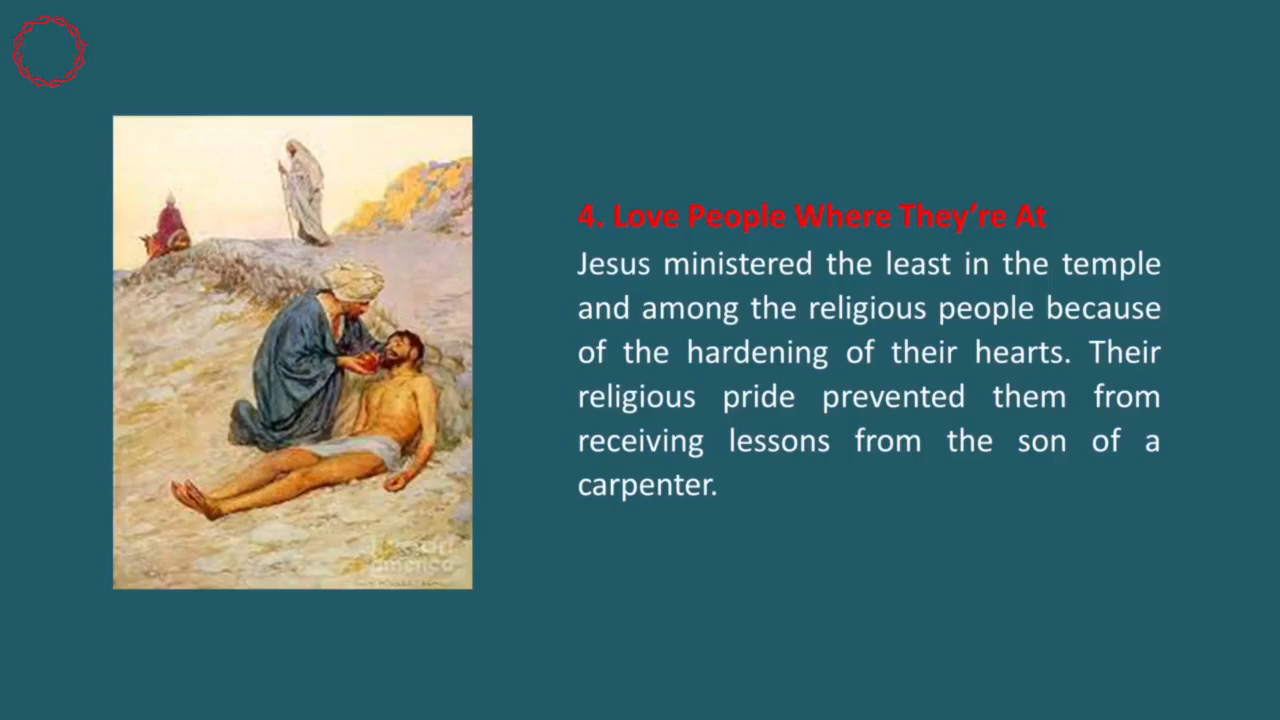 4. Love People Where They’re At
Jesus ministered the least in the temple
and among the religious people because
of the hardening of their hearts. Their
religious pride prevented them from
receiving lessons from the son of a
carpenter.
america